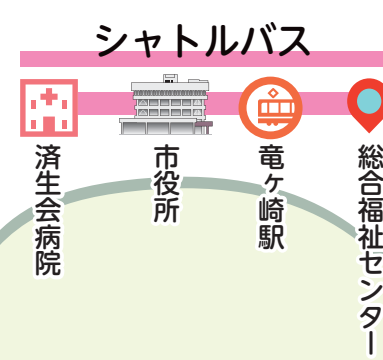 シャトルバス
済生会病院
市役所
竜ヶ崎駅
総合福祉センター